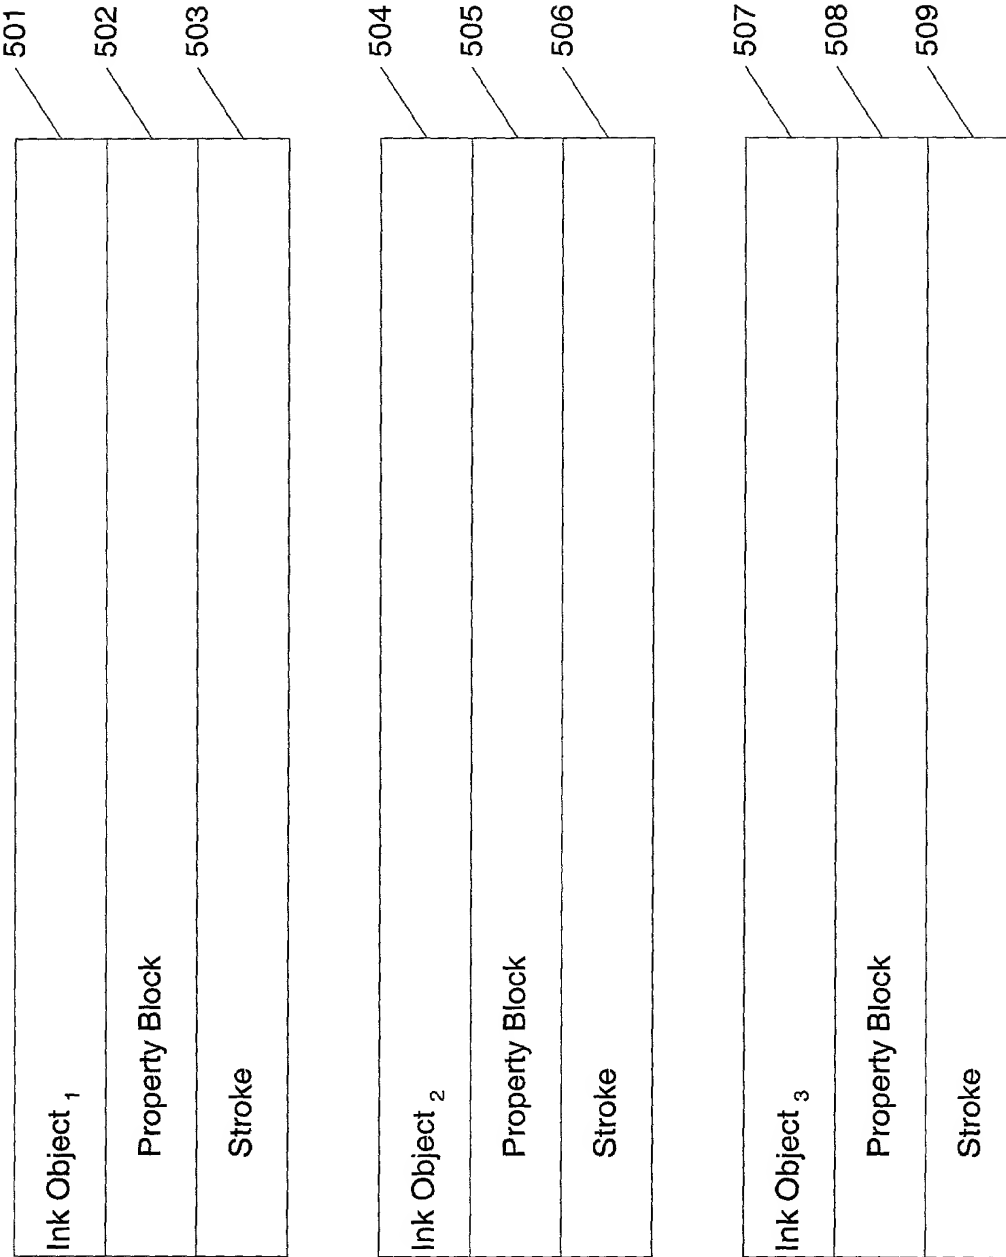 Ink Object 1 501
Property Block 502
Stroke 503
Ink Object 2 504
Property Block 505
Stroke 506
Ink Object 3 507
Property Block 508
Stroke 509